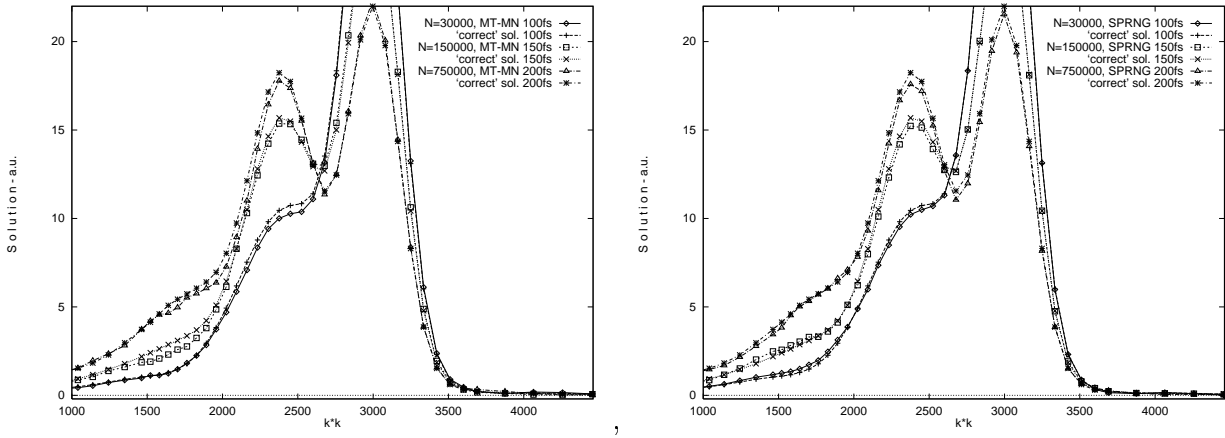 N=30000, MT-MN 100fs
'correct' sol. 100fs
N=150000, MT-MN 150fs
'correct' sol. 150fs
N=750000, MT-MN 200fs
'correct' sol. 200fs
20
15
10
5
0
Solution-a.u.
1000 1500 2000 2500 3000 3500 4000
k*k
,
N=30000, SPRNG 100fs
'correct' sol. 100fs
N=150000, SPRNG 150fs
'correct' sol. 150fs
N=750000, SPRNG 200fs
'correct' sol. 200fs
20
15
10
5
0
Solution-a.u.
1000 1500 2000 2500 3000 3500 4000
k*k